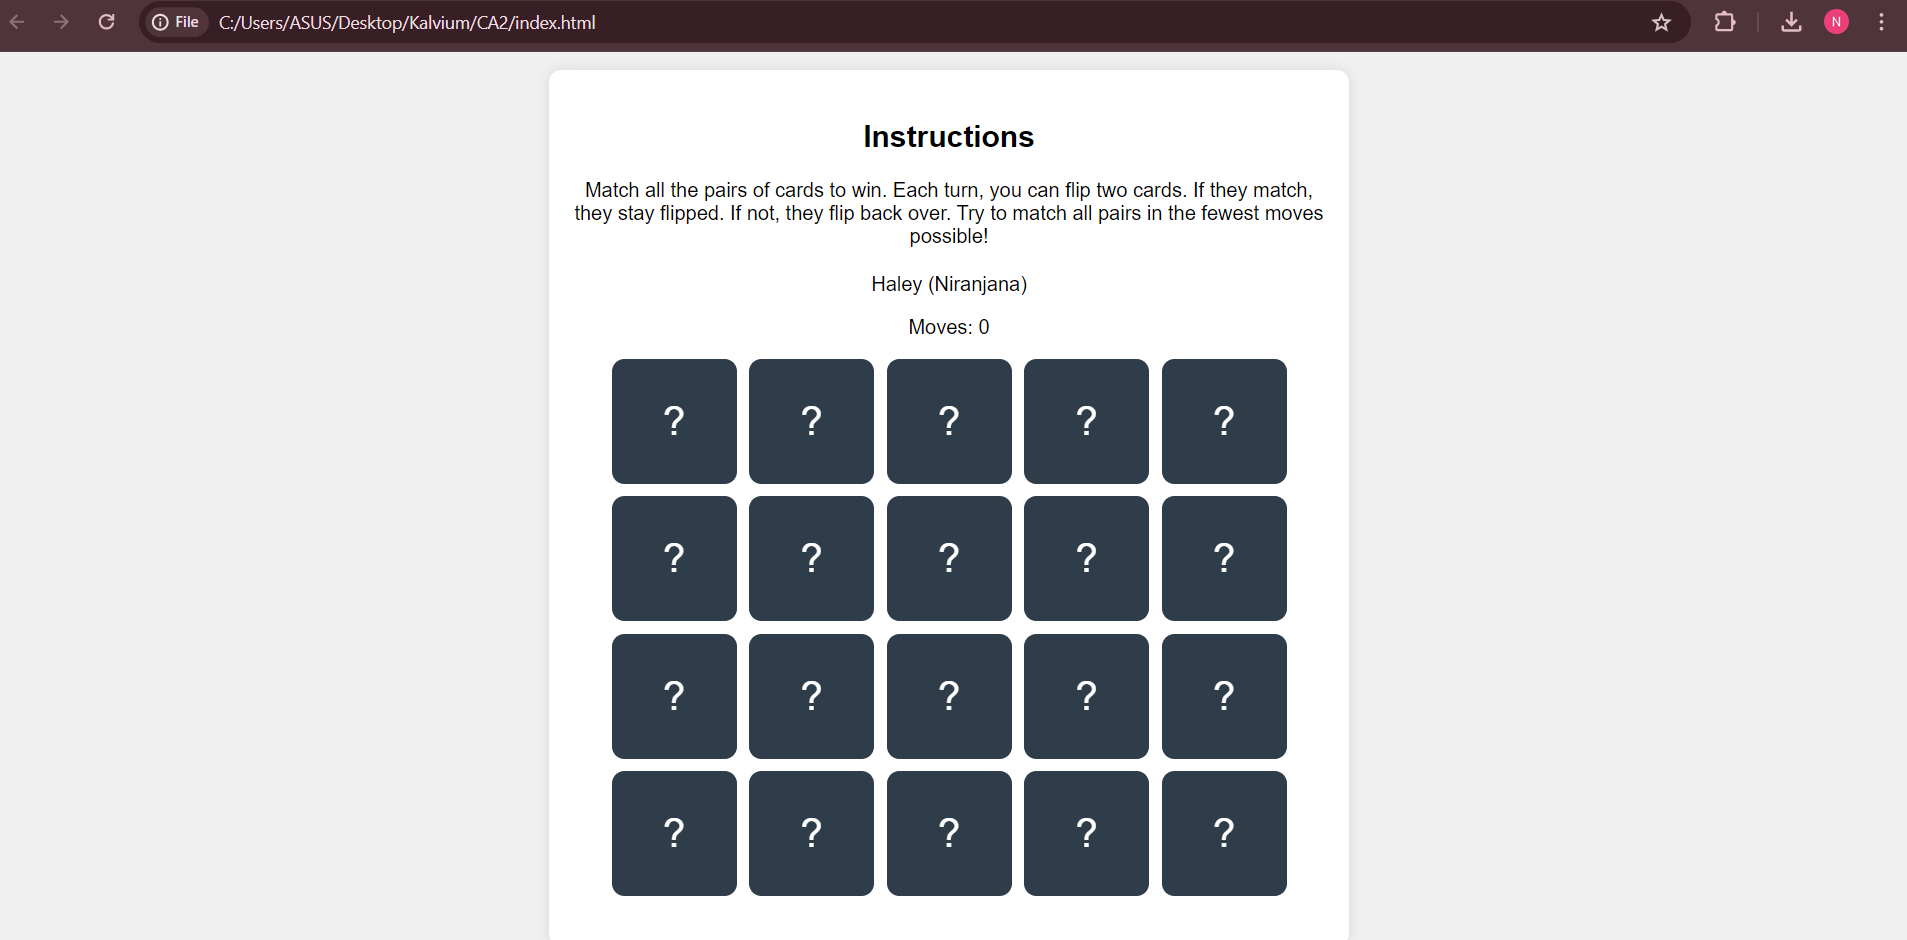 File C:/Users/ASUS/Desktop/Kalvium/CA2/index.html N
Instructions
Match all the pairs of cards to win. Each turn, you can flip two cards. If they match,
they stay flipped. If not, they flip back over. Try to match all pairs in the fewest moves
possible!
Haley (Niranjana)
Moves: 0
? ? ? ? ?
? ? ? ? ?
? ? ? ? ?
? ? ? ? ?